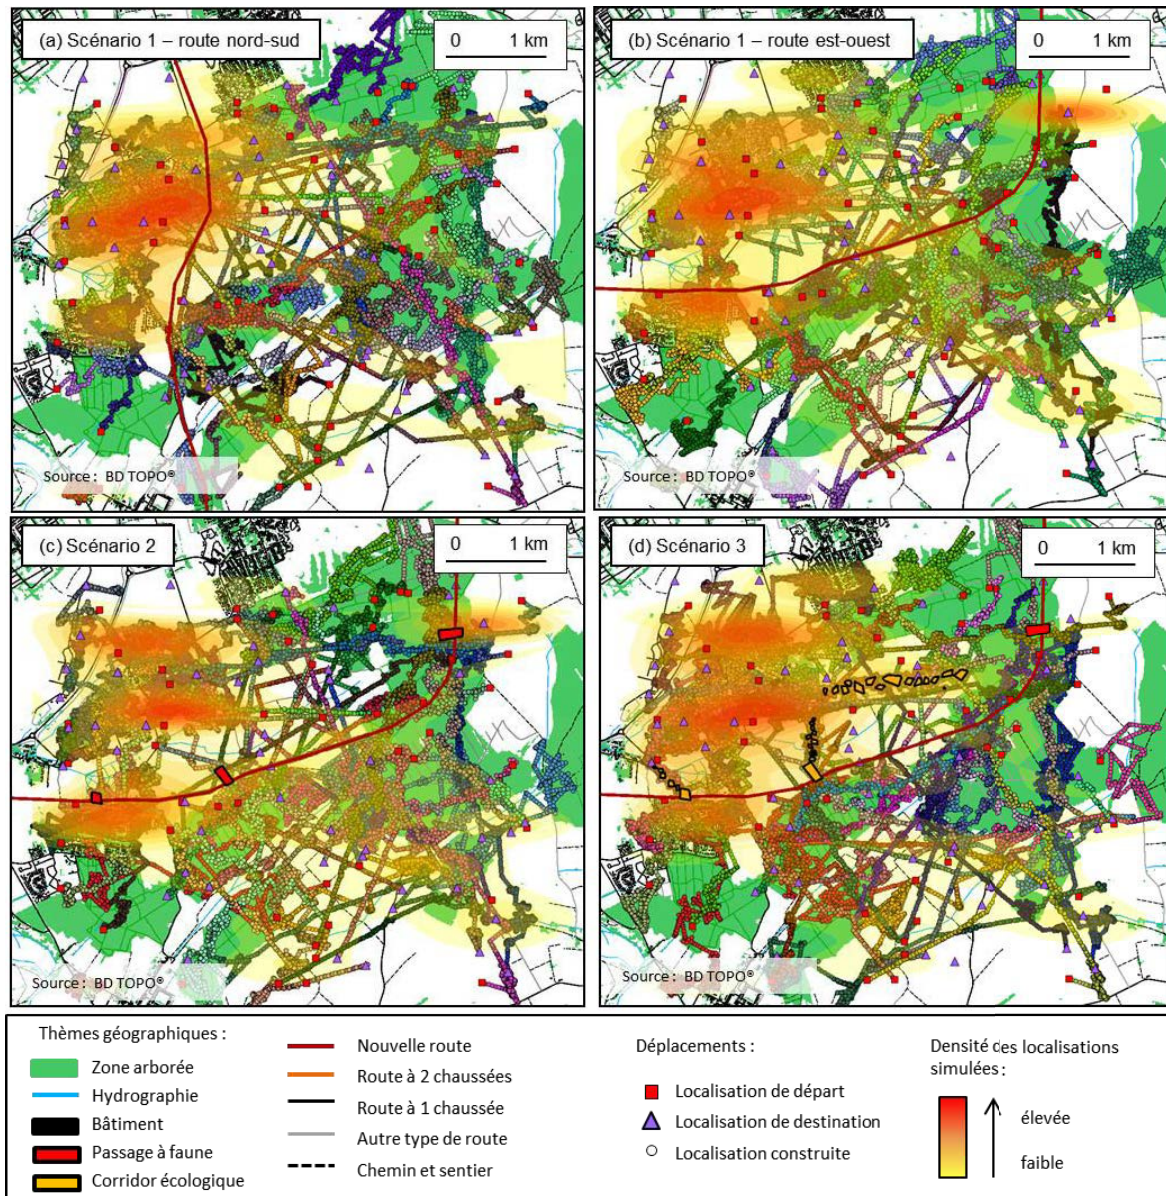 (a) Scénario 1 – route nord-sud
0 1 km
Source : BD TOPO®
(b) Scénario 1 – route est-ouest
0 1 km
Source : BD TOPO®
(c) Scénario 2
0 1 km
Source : BD TOPO®
(d) Scénario 3
0 1 km
Source : BD TOPO®
Thèmes géographiques :
Zone arborée
Hydrographie
Bâtiment
Passage à faune
Corridor écologique
Nouvelle route
Route à 2 chaussées
Route à 1 chaussée
Autre type de route
Chemin et sentier
Déplacements :
Localisation de départ
Localisation de destination
Localisation construite
Densité des localisations
simulées :
élevée
faible